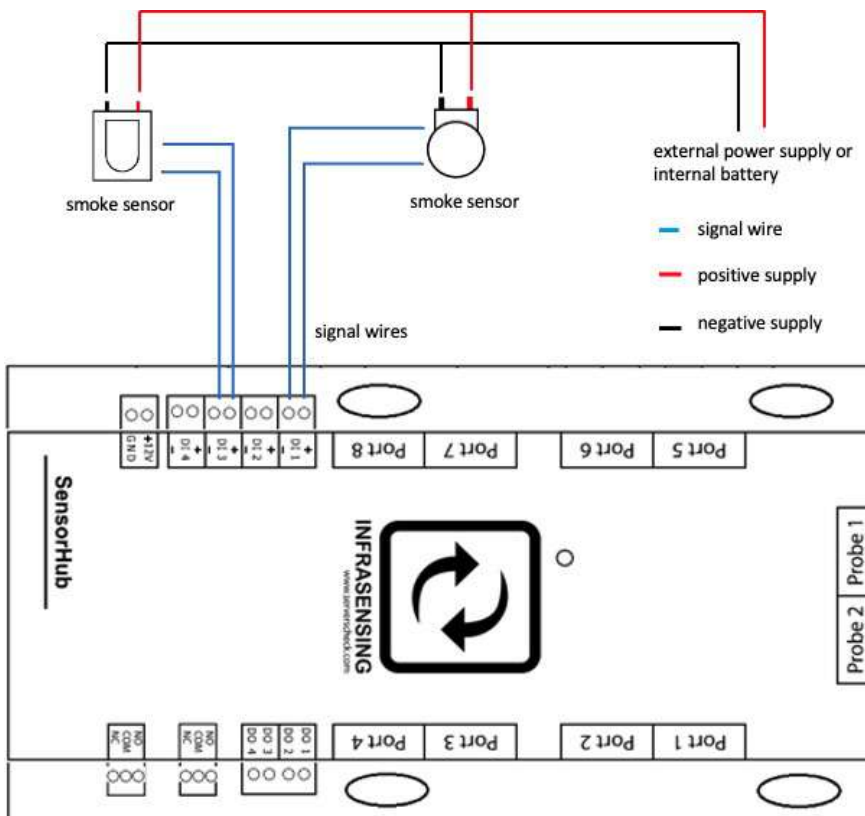 smoke sensor
smoke sensor
external power supply or
internal battery
signal wire
positive supply
negative supply
signal wires
+12V
GND
+
DI 4
-
+
DI 3
-
+
DI 2
-
+
DI 1
-
Port 8
Port 7
Port 6
Port 5
SensorHub
INFRASENSING
www.serverscheck.com
Probe 1
Probe 2
NO
COM
NC
NO
COM
NC
DO 4
DO 3
DO 2
DO 1
Port 4
Port 3
Port 2
Port 1